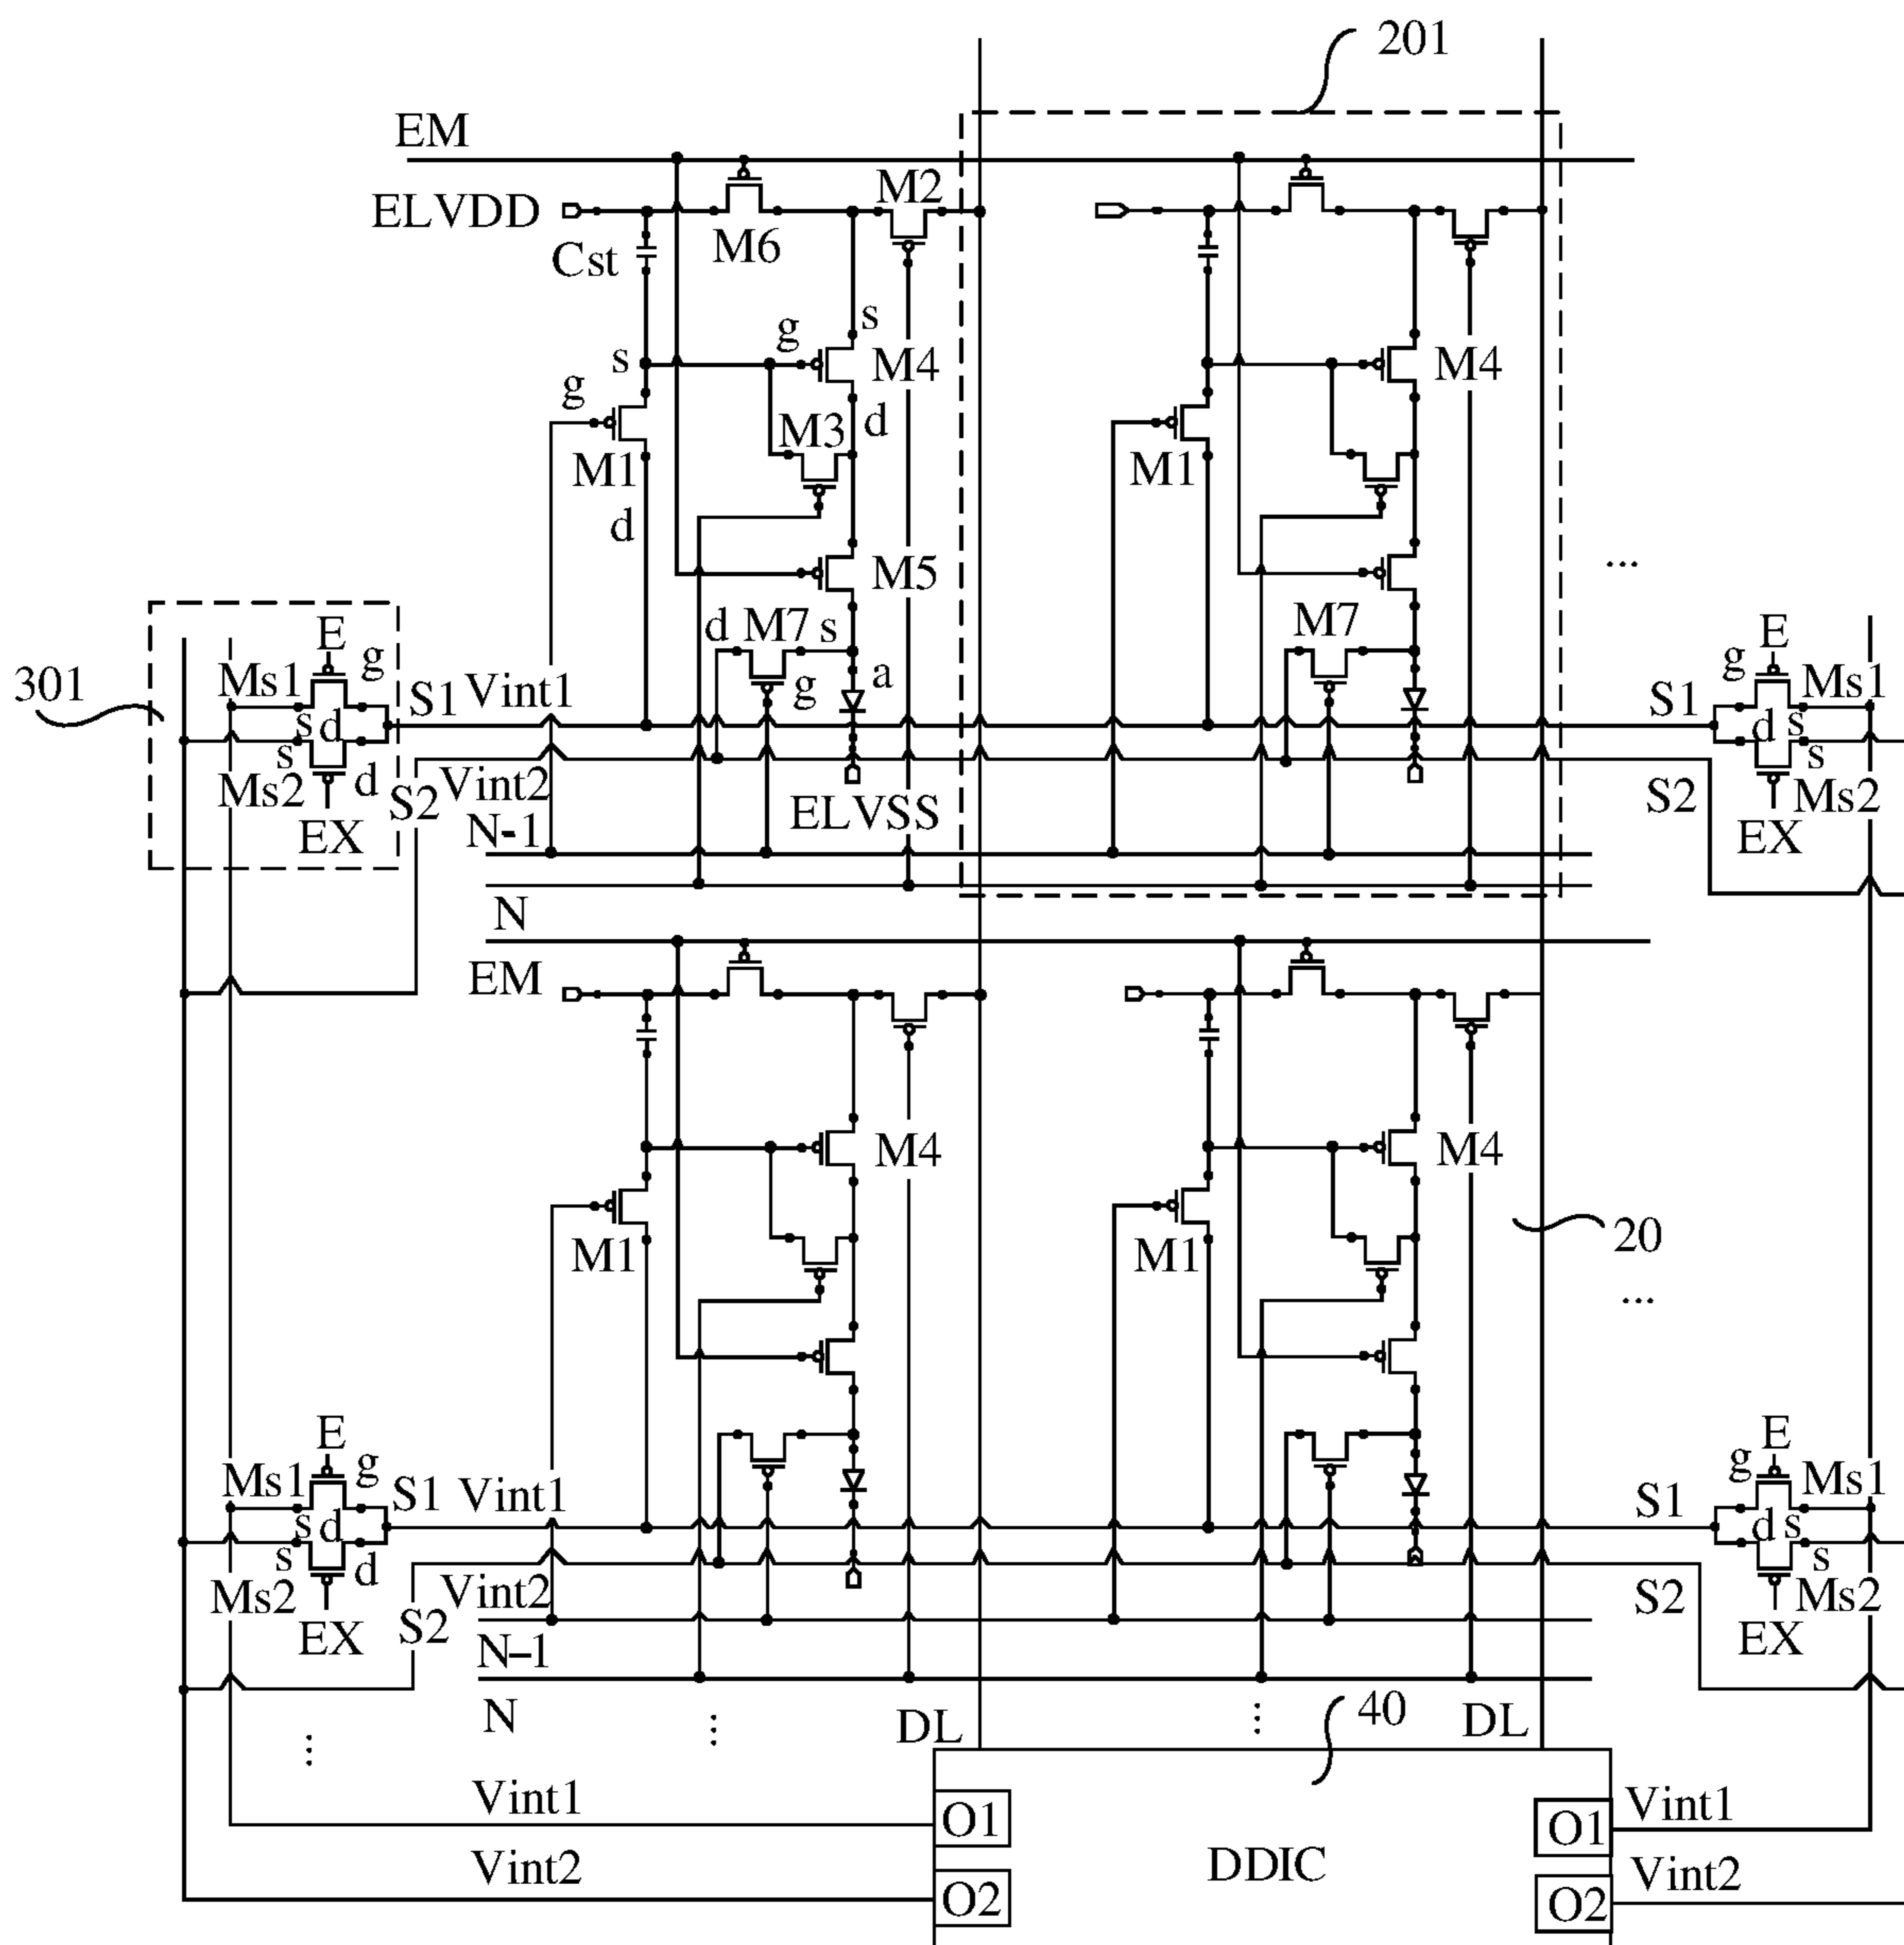 201
EM
ELVDD
M2
M6
Cst
g
s
s
g
M4
M4
d
M3
M1
d
M1
M5
...
E
d
M7
s
M7
E
301
Ms1
g
S1
Vint1
g
a
S1
g
Ms1
s
d
d
s
s
s
Ms2
d
S2
Vint2
ELVSS
S2
Ms2
EX
N-1
EX
N
EM
M4
M4
M1
M1
20
...
E
E
Ms1
g
S1
Vint1
S1
g
Ms1
s
d
d
s
s
d
s
Ms2
S2
Vint2
S2
Ms2
EX
N-1
EX
N
...
DL
...
40
DL
...
Vint1
O1
O1
Vint1
Vint2
O2
DDIC
O2
Vint2